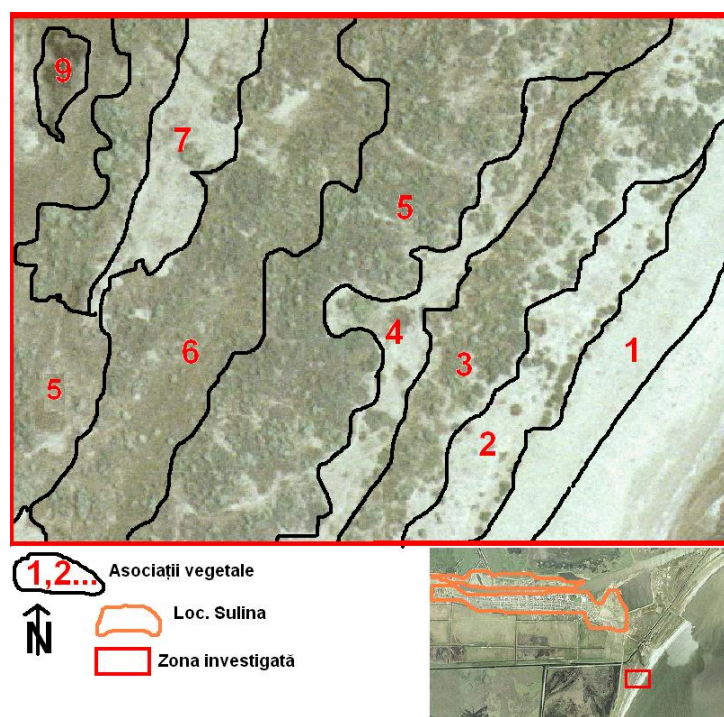 9
7
5
4
6
1
3
5
2
1,2...
Asociații vegetale
N
Loc. Sulina
Zona investigată